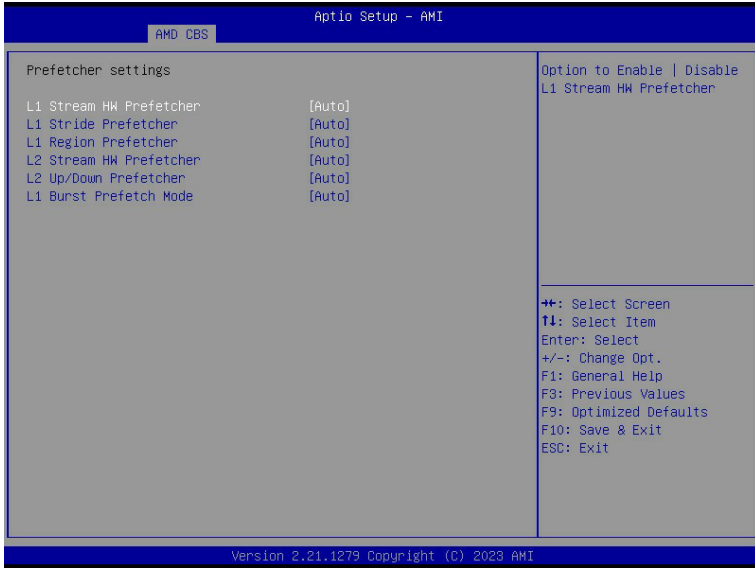 Aptio Setup - AMI
AMD CBS
Prefetcher settings
L1 Stream HW Prefetcher [Auto]
L1 Stride Prefetcher [Auto]
L1 Region Prefetcher [Auto]
L2 Stream HW Prefetcher [Auto]
L2 Up/Down Prefetcher [Auto]
L1 Burst Prefetch Mode [Auto]
Option to Enable | Disable
L1 Stream HW Prefetcher
→←: Select Screen
↑↓: Select Item
Enter: Select
+/-: Change Opt.
F1: General Help
F3: Previous Values
F9: Optimized Defaults
F10: Save & Exit
ESC: Exit
Version 2.21.1279 Copyright (C) 2023 AMI